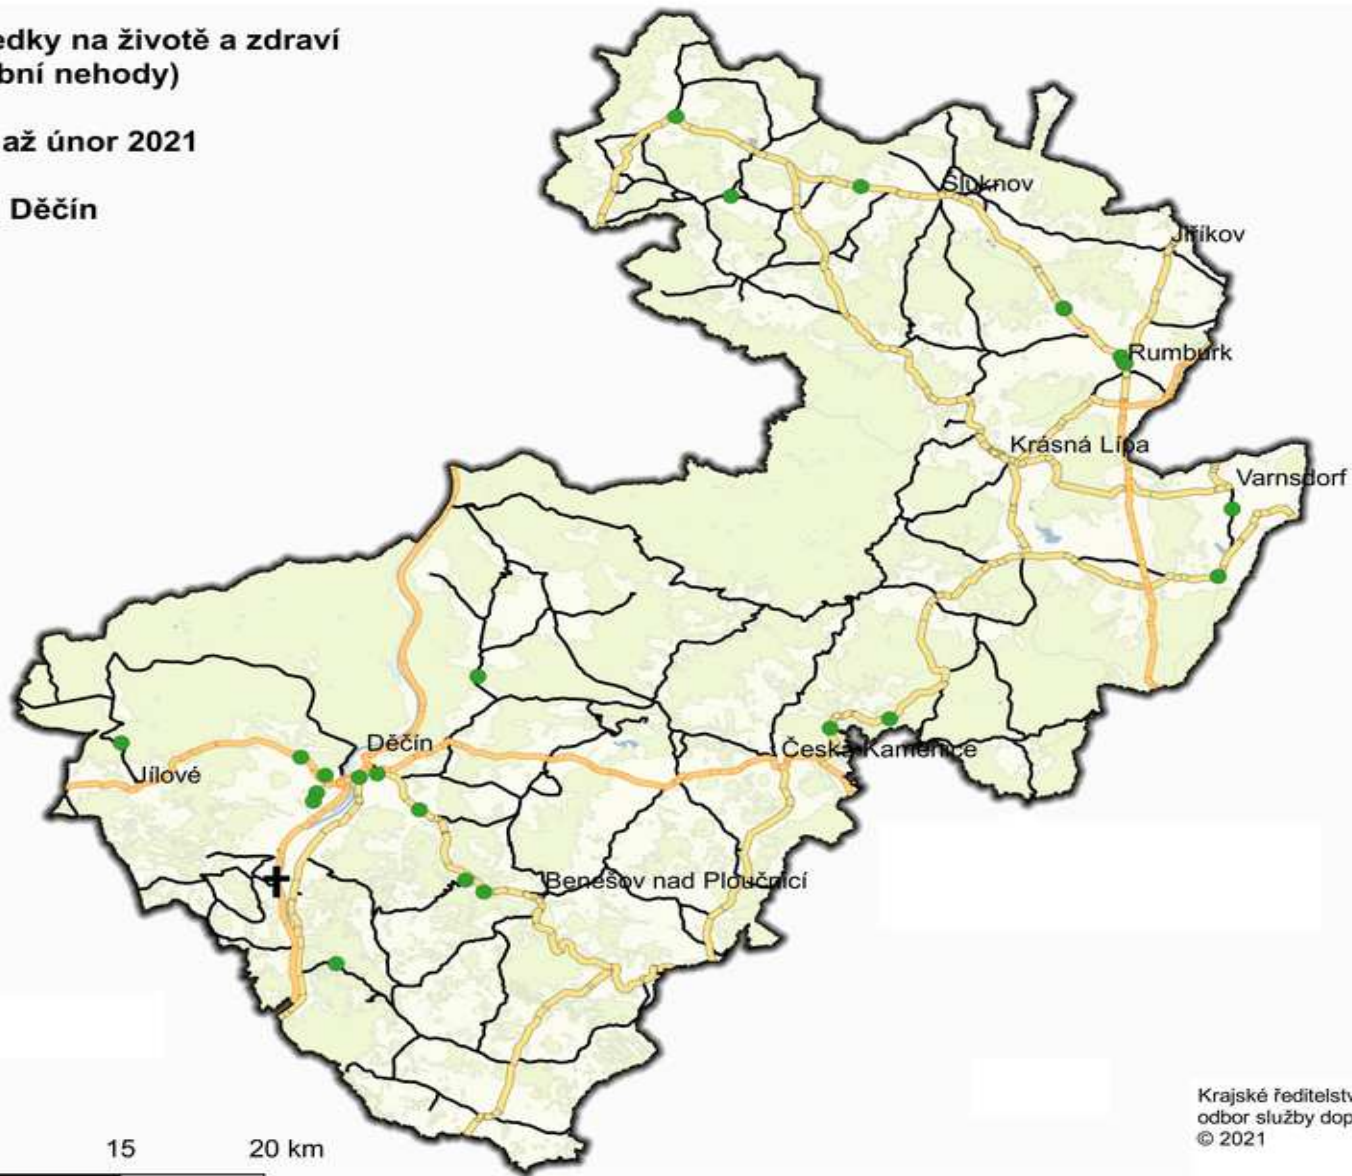 edky na životě a zdraví
bní nehody)
až únor 2021
Děčín
Šluknov
Jiříkov
Rumburk
Krásná Lípa
Varnsdorf
Děčín
Česká Kamenice
Jílové
Benešov nad Ploučnicí
15 20 km
Krajské ředitelstv
odbor služby dop
© 2021